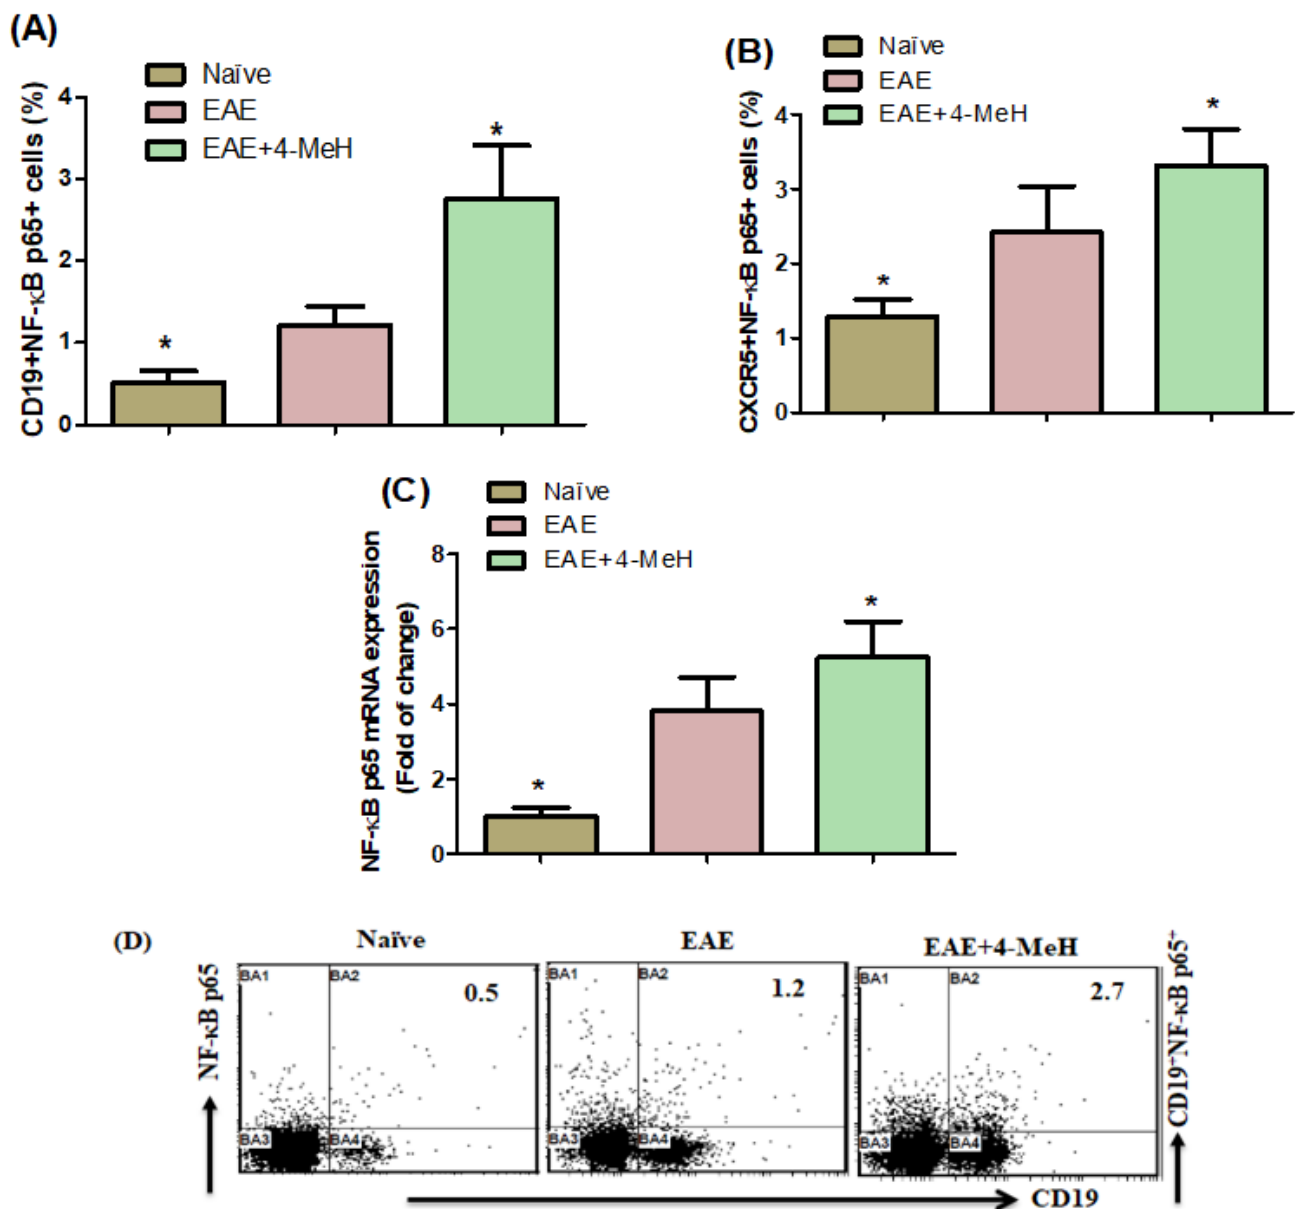 (A)
Naïve
EAE
EAE+4-MeH
CD19+NF-κB p65+ cells (%)
4
3
2
1
0
*
*
(B)
Naïve
EAE
EAE+4-MeH
CXCR5+NF-κB p65+ cells (%)
4
3
2
1
0
*
*
(C)
Naïve
EAE
EAE+4-MeH
NF-κB p65 mRNA expression
(Fold of change)
8
6
4
2
0
*
*
(D)
Naïve
EAE
EAE+4-MeH
NF-κB p65
BA1
BA2
0.5
BA3
BA4
BA1
BA2
1.2
BA3
BA4
BA1
BA2
2.7
BA3
BA4
CD19⁺NF-κB p65⁺
CD19